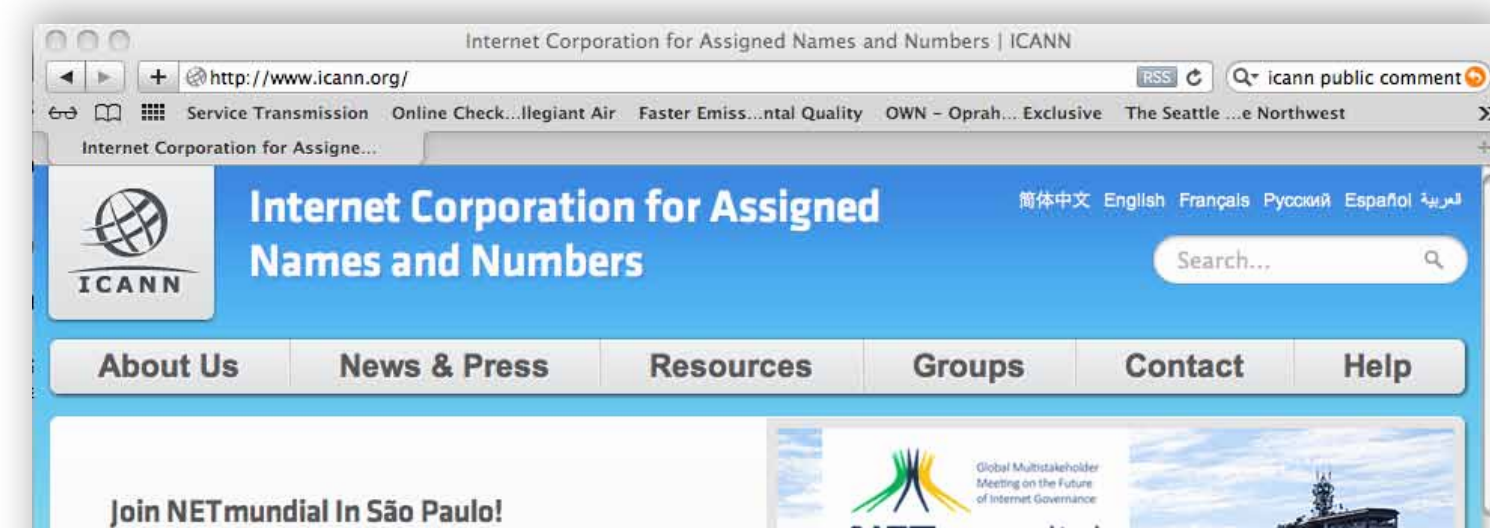 Internet Corporation for Assigned Names and Numbers | ICANN
http://www.icann.org/
RSS
icann public comment
Service Transmission Online Check...llegiant Air Faster Emiss...ntal Quality OWN – Oprah... Exclusive The Seattle ...e Northwest
Internet Corporation for Assigne...
ICANN
Internet Corporation for Assigned
Names and Numbers
简体中文 English Français Русский Español العربية
Search...
About Us News & Press Resources Groups Contact Help
Join NETmundial In São Paulo!
Global Multistakeholder
Meeting on the Future
of Internet Governance